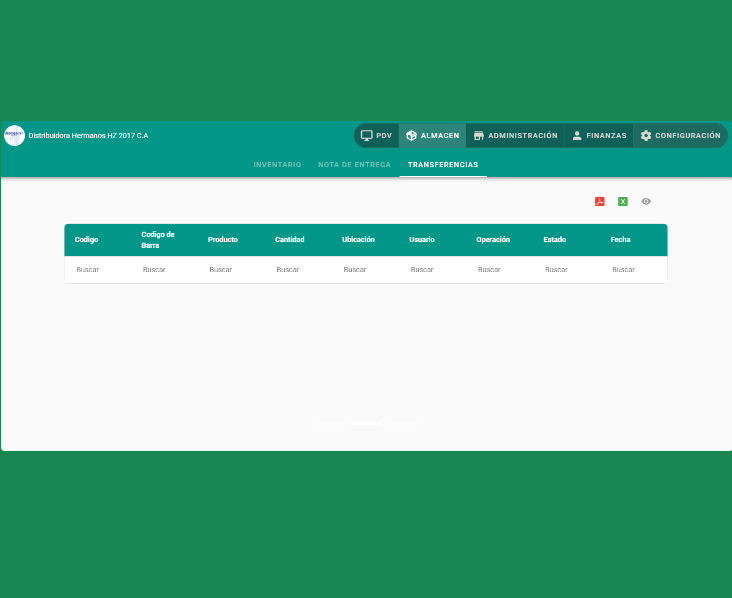 Distribuidora Hermanos HZ 2017 C.A
PDV
ALMACEN
ADMINISTRACIÓN
FINANZAS
CONFIGURACIÓN
INVENTARIO
NOTA DE ENTREGA
TRANSFERENCIAS
Codigo
Codigo de
Barra
Producto
Cantidad
Ubicación
Usuario
Operación
Estado
Fecha
Buscar
Buscar
Buscar
Buscar
Buscar
Buscar
Buscar
Buscar
Buscar